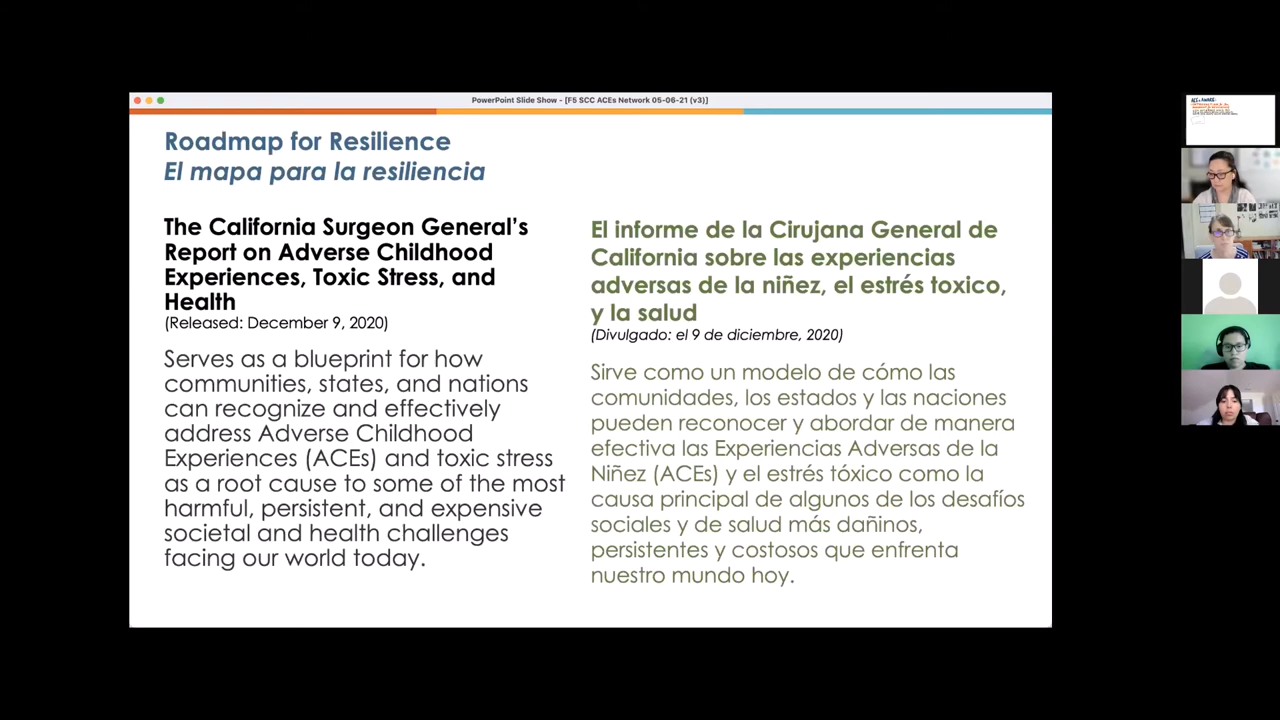 PowerPoint Slide Show - [F5 SCC ACEs Network 05-06-21 (v3)]
Roadmap for Resilience
El mapa para la resiliencia
The California Surgeon General’s
Report on Adverse Childhood
Experiences, Toxic Stress, and
Health
(Released: December 9, 2020)
Serves as a blueprint for how
communities, states, and nations
can recognize and effectively
address Adverse Childhood
Experiences (ACEs) and toxic stress
as a root cause to some of the most
harmful, persistent, and expensive
societal and health challenges
facing our world today.
El informe de la Cirujana General de
California sobre las experiencias
adversas de la niñez, el estrés toxico,
y la salud
(Divulgado: el 9 de diciembre, 2020)
Sirve como un modelo de cómo las
comunidades, los estados y las naciones
pueden reconocer y abordar de manera
efectiva las Experiencias Adversas de la
Niñez (ACEs) y el estrés tóxico como la
causa principal de algunos de los desafíos
sociales y de salud más dañinos,
persistentes y costosos que enfrenta
nuestro mundo hoy.